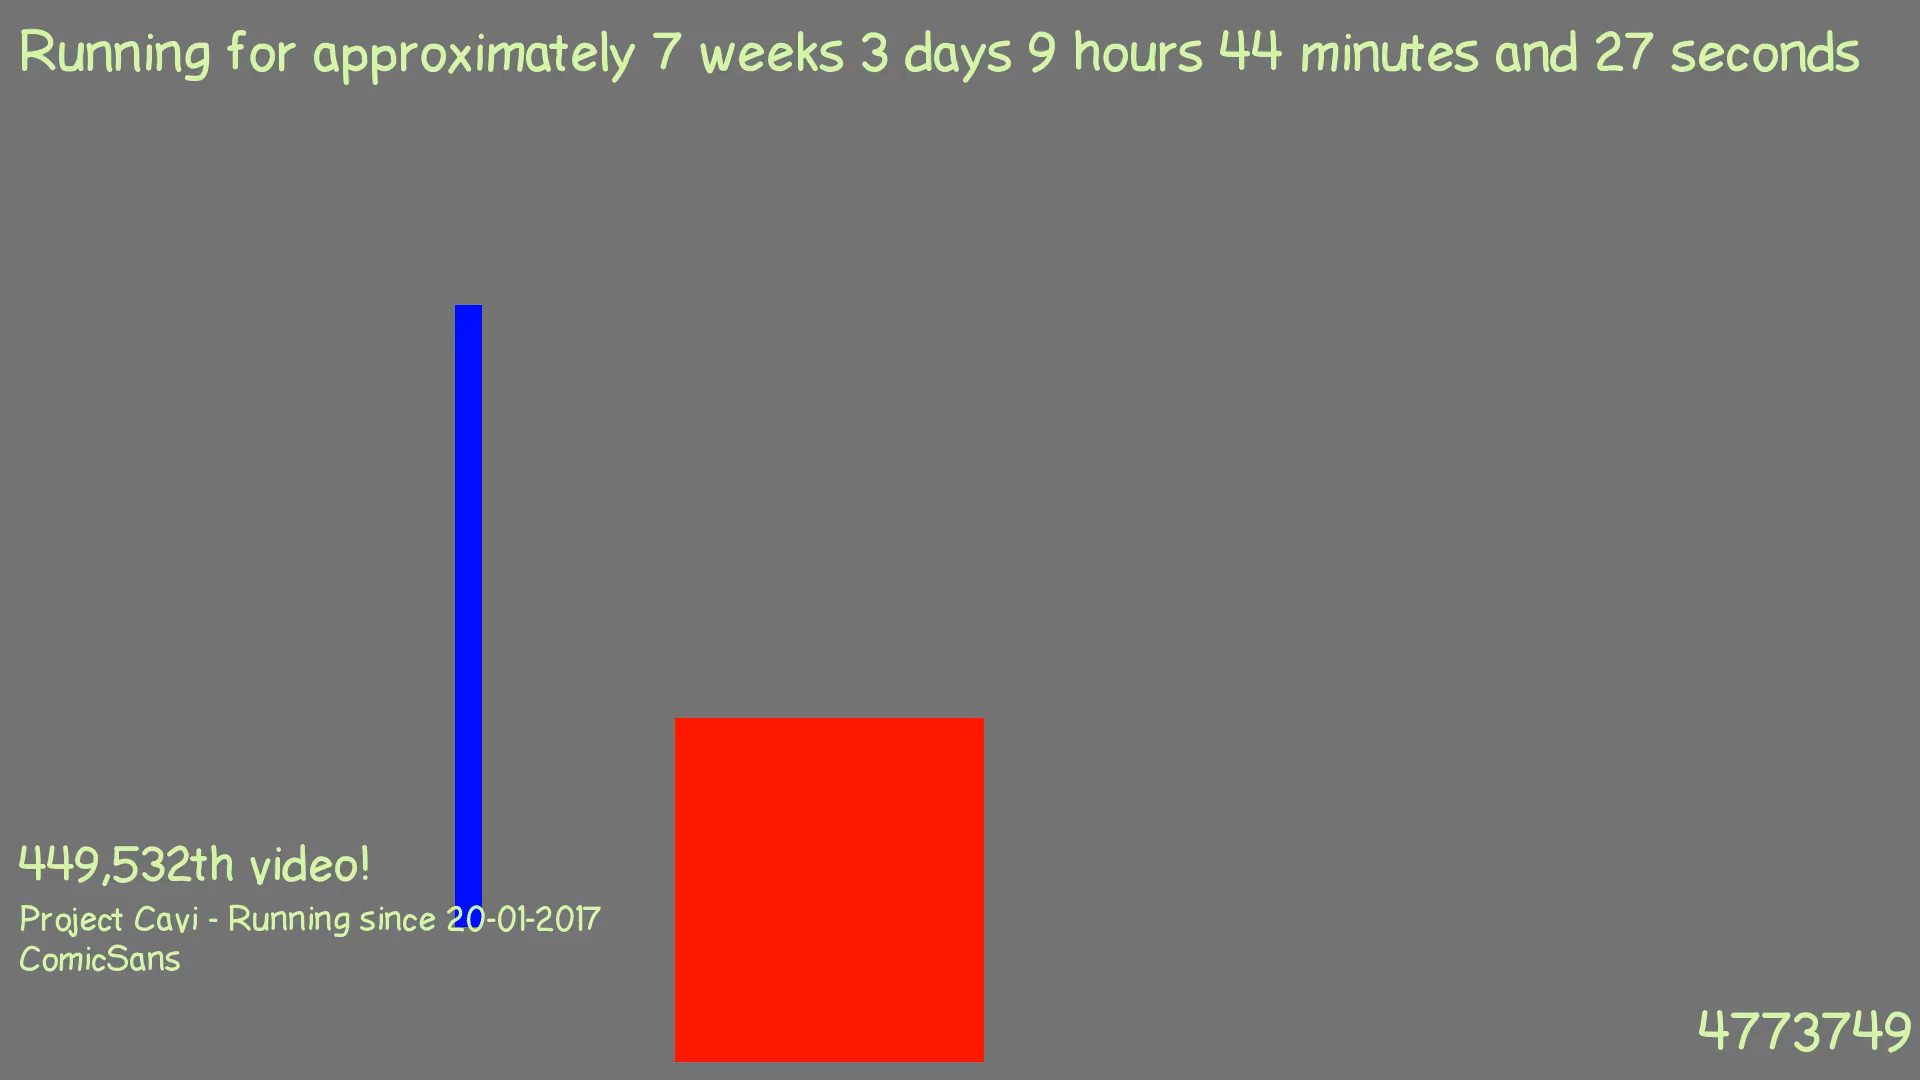 Running for approximately 7 weeks 3 days 9 hours 44 minutes and 27 seconds
449,532th video!
Project Cavi - Running since 20-01-2017
ComicSans
4773749